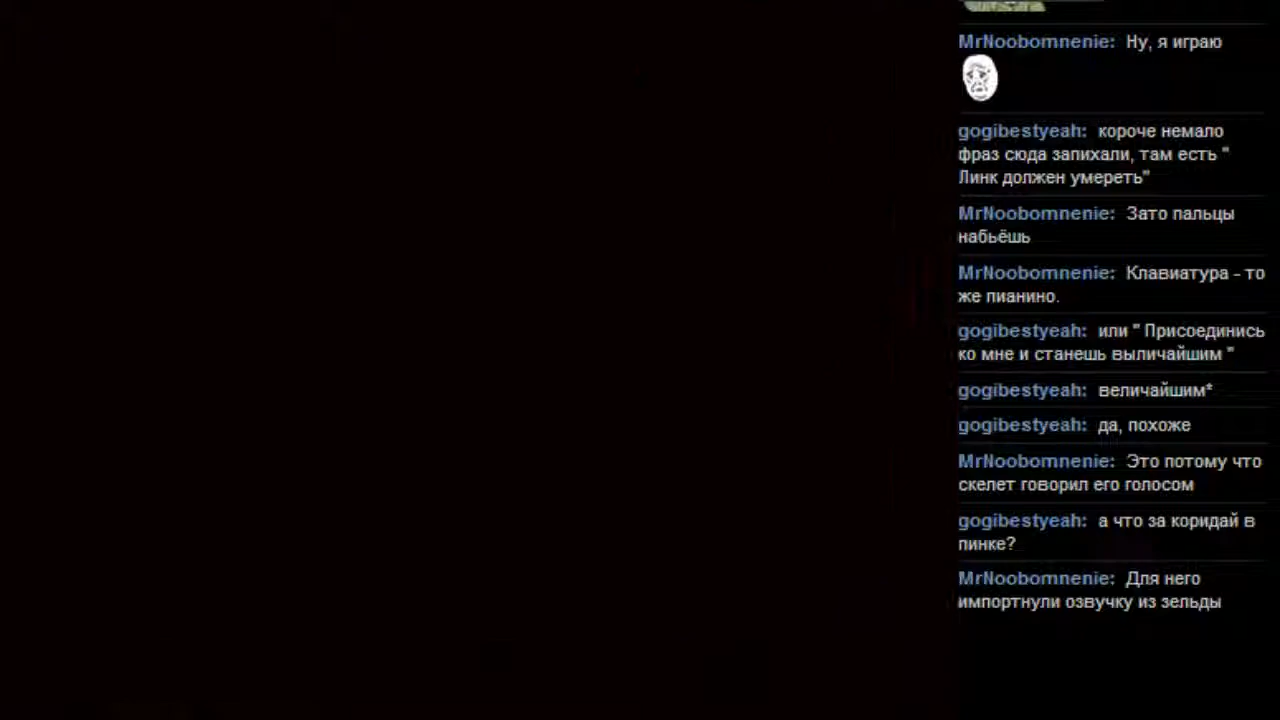 MrNoobomnenie: Ну, я играю
gogibestyeah: короче немало
фраз сюда запихали, там есть "
Линк должен умереть"
MrNoobomnenie: Зато пальцы
набьёшь
MrNoobomnenie: Клавиатура - то
же пианино.
gogibestyeah: или " Присоединись
ко мне и станешь выличайшим "
gogibestyeah: величайшим*
gogibestyeah: да, похоже
MrNoobomnenie: Это потому что
скелет говорил его голосом
gogibestyeah: а что за коридай в
пинке?
MrNoobomnenie: Для него
импортнули озвучку из зельды